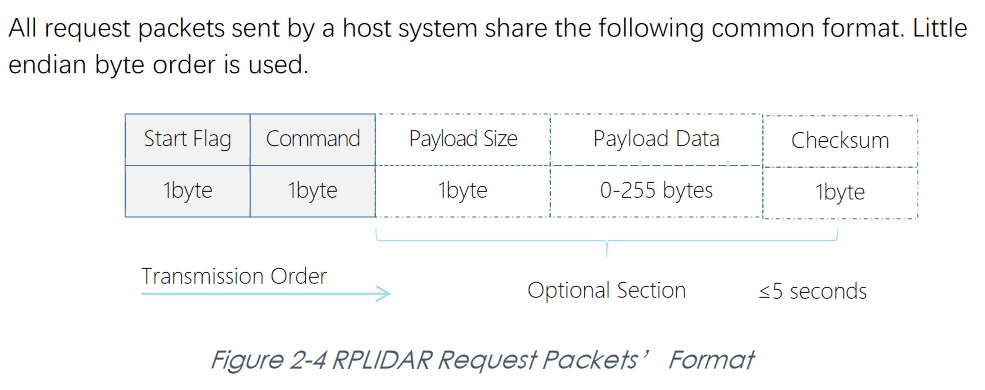 All request packets sent by a host system share the following common format. Little
endian byte order is used.
Start Flag Command Payload Size Payload Data Checksum
1byte 1byte 1byte 0-255 bytes 1byte
Transmission Order
Optional Section ≤5 seconds
Figure 2-4 RPLIDAR Request Packets’ Format